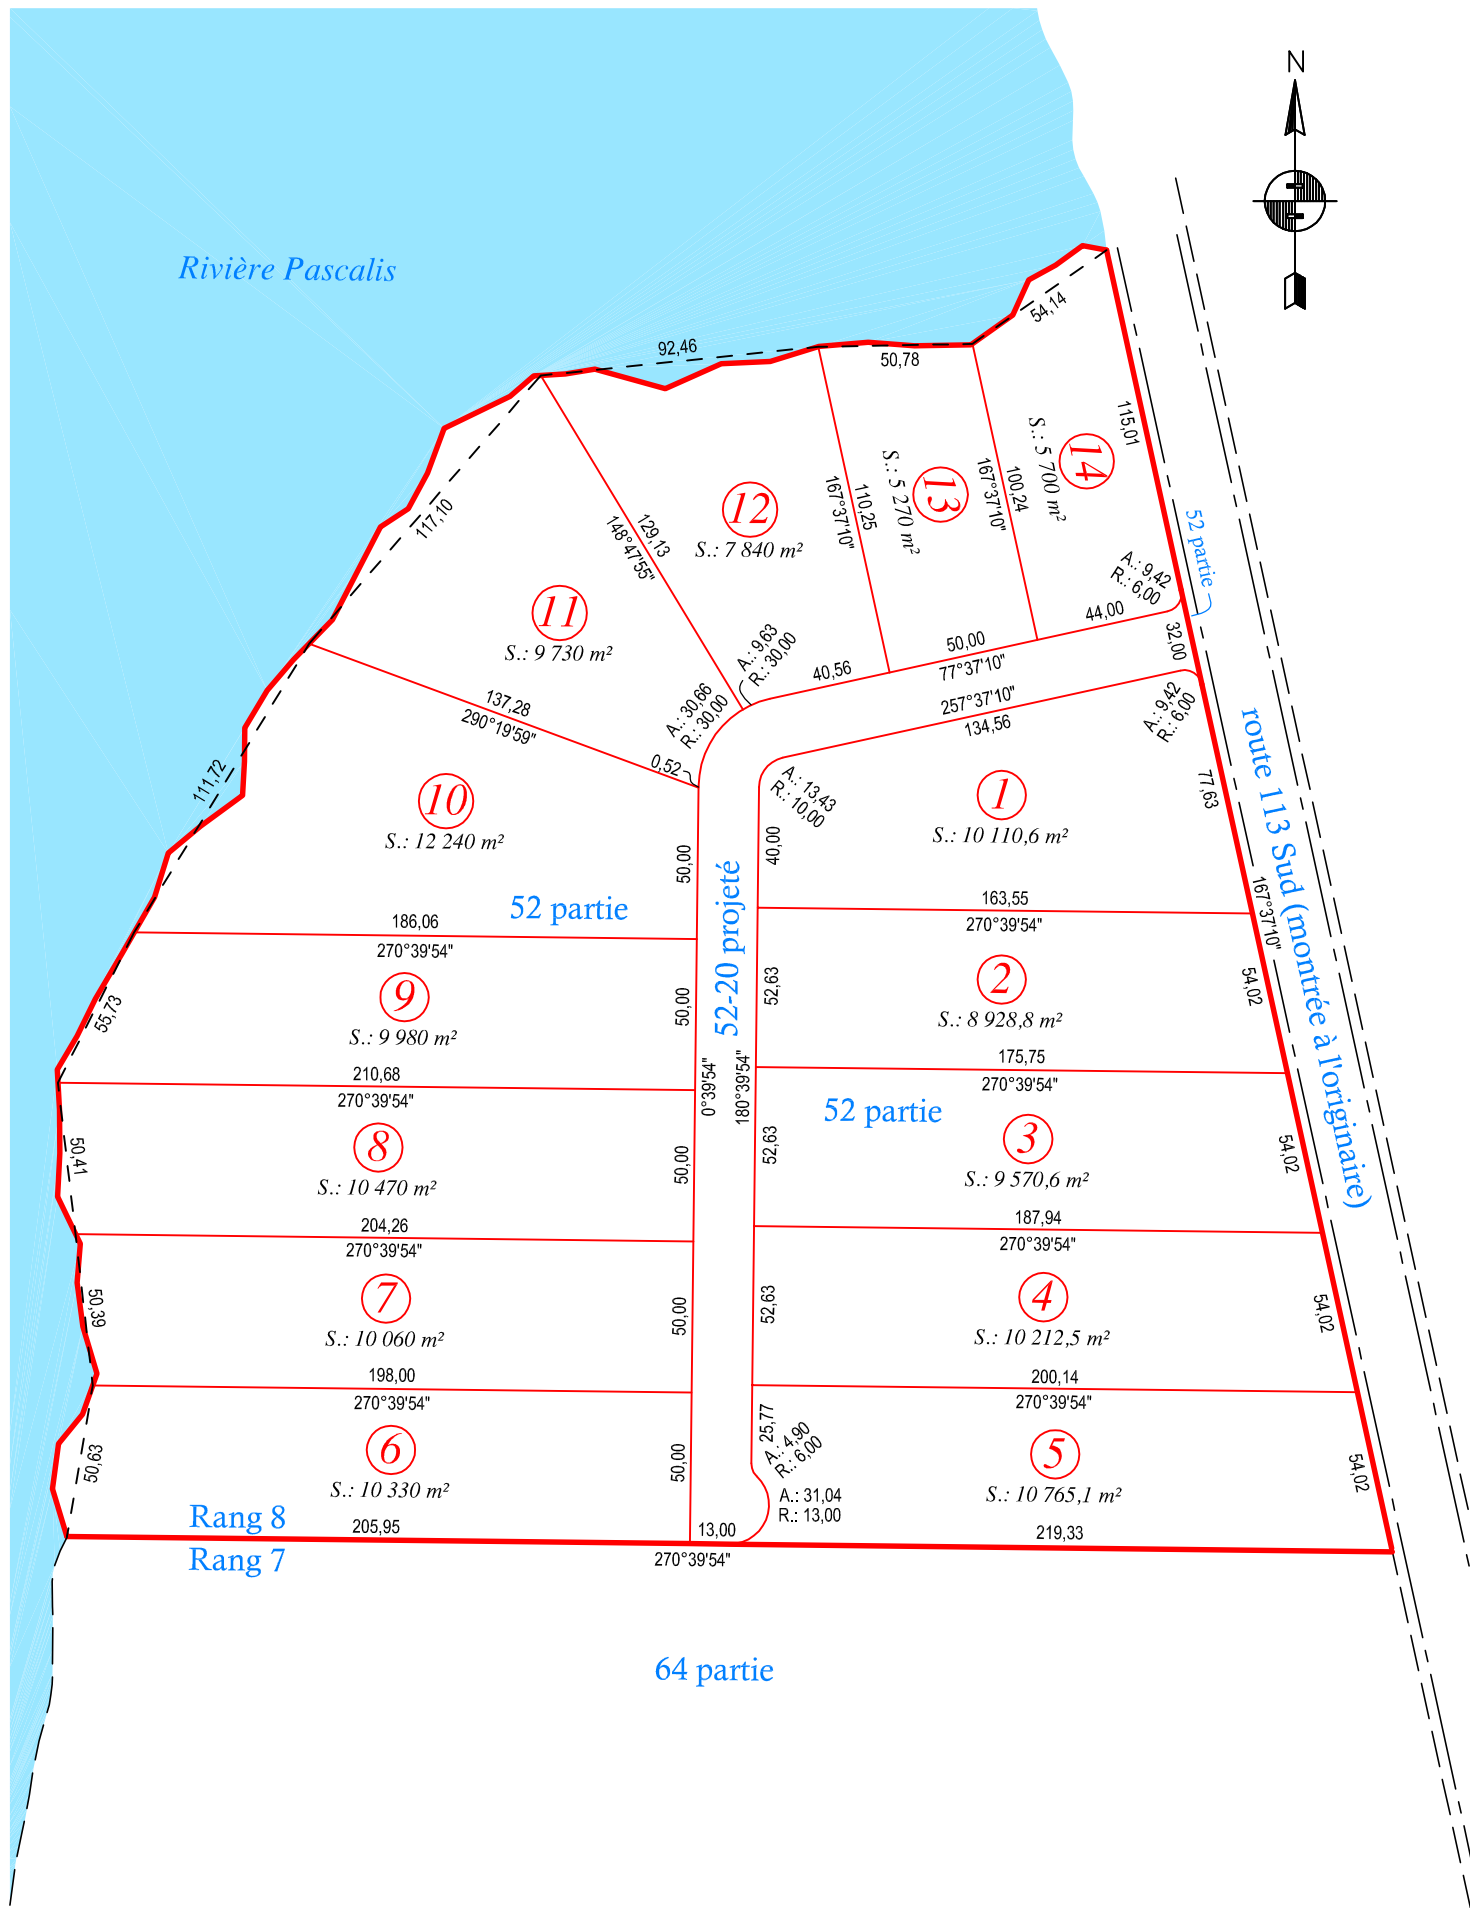 N
Rivière Pascalis
54,14
92,46
50,78
115,01
14
S.: 5 700 m²
100,24
167°37'10"
13
S.: 5 270 m²
110,25
167°37'10"
12
S.: 7 840 m²
129,13
148°47'55"
117,10
11
S.: 9 730 m²
52 partie
A.: 9,42
R.: 6,00
44,00
32,00
50,00
77°37'10"
40,56
A.: 9,63
R.: 30,00
A.: 30,66
R.: 30,00
137,28
290°19'59"
0,52
257°37'10"
134,56
A.: 9,42
R.: 6,00
A.: 13,43
R.: 10,00
111,72
10
S.: 12 240 m²
1
S.: 10 110,6 m²
77,63
route 113 Sud (montrée à l'originaire)
50,00
40,00
52 partie
186,06
270°39'54"
163,55
270°39'54"
167°37'10"
52-20 projeté
9
S.: 9 980 m²
55,73
50,00
52,63
2
S.: 8 928,8 m²
54,02
210,68
270°39'54"
0°39'54"
180°39'54"
175,75
270°39'54"
52 partie
8
S.: 10 470 m²
50,41
50,00
52,63
3
S.: 9 570,6 m²
54,02
204,26
270°39'54"
187,94
270°39'54"
7
S.: 10 060 m²
50,39
50,00
52,63
4
S.: 10 212,5 m²
54,02
198,00
270°39'54"
200,14
270°39'54"
6
S.: 10 330 m²
50,63
50,00
25,77
A.: 4,90
R.: 6,00
A.: 31,04
R.: 13,00
5
S.: 10 765,1 m²
54,02
Rang 8
205,95
13,00
219,33
Rang 7
270°39'54"
64 partie